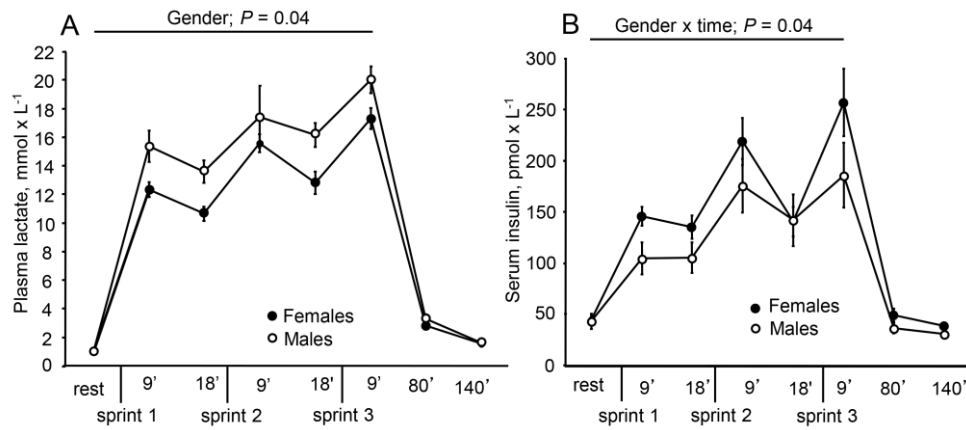 A
Gender; P = 0.04
Plasma lactate, mmol x L⁻¹
22
20
18
16
14
12
10
8
6
4
2
0
Females
Males
rest 9’ 18’ 9’ 18' 9’ 80’ 140’
sprint 1 sprint 2 sprint 3
B
Gender x time; P = 0.04
Serum insulin, pmol x L⁻¹
300
250
200
150
100
50
0
Females
Males
rest 9’ 18’ 9’ 18' 9’ 80’ 140’
sprint 1 sprint 2 sprint 3